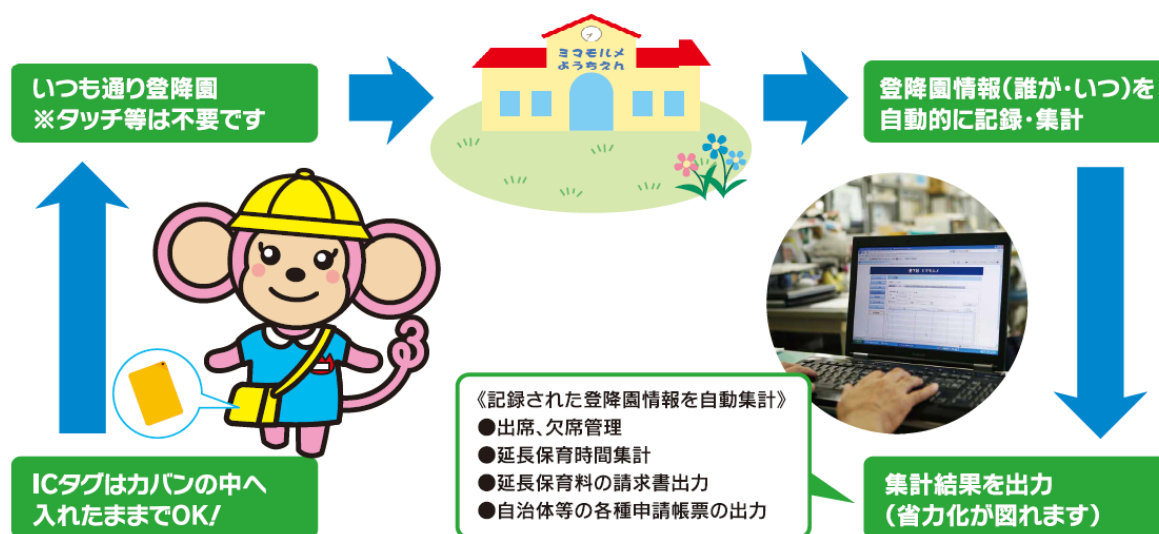 いつも通り登降園
※タッチ等は不要です
ミマモルメ
ようちえん
登降園情報(誰が・いつ)を
自動的に記録・集計
ICタグはカバンの中へ
入れたままでOK!
《記録された登降園情報を自動集計》
●出席、欠席管理
●延長保育時間集計
●延長保育料の請求書出力
●自治体等の各種申請帳票の出力
集計結果を出力
(省力化が図れます)